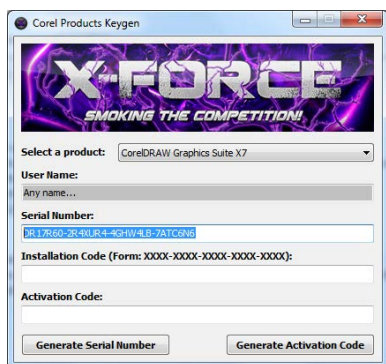 Corel Products Keygen
X-FORCE
SMOKING THE COMPETITION!
Select a product: CorelDRAW Graphics Suite X7
User Name:
Any name...
Serial Number:
DR17R60-2R4XUR4-4GHW4LB-7ATC6N6
Installation Code (Form: XXXX-XXXX-XXXX-XXXX-XXXX):
Activation Code:
Generate Serial Number Generate Activation Code